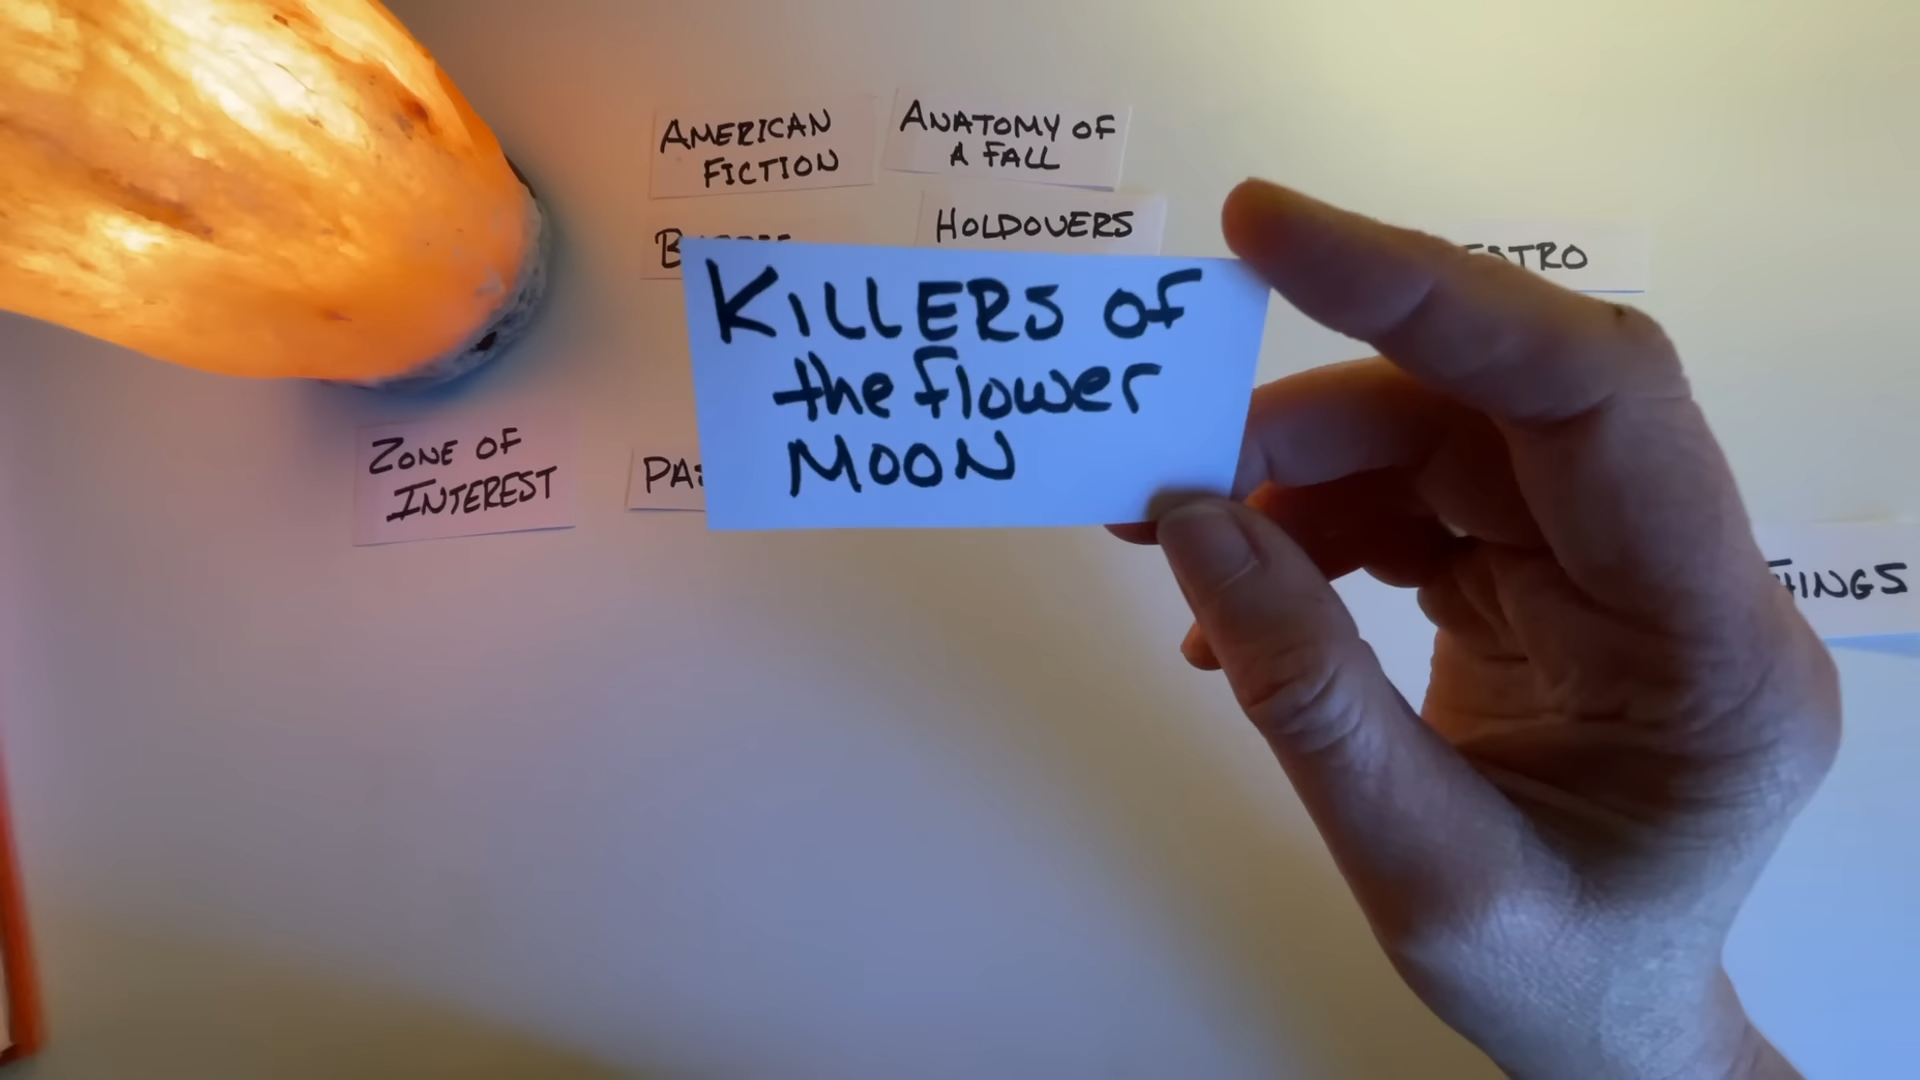 AMERICAN
FICTION
ANATOMY OF
A FALL
HOLDOVERS
KILLERS OF
the flower
MOON
ZONE OF
INTEREST